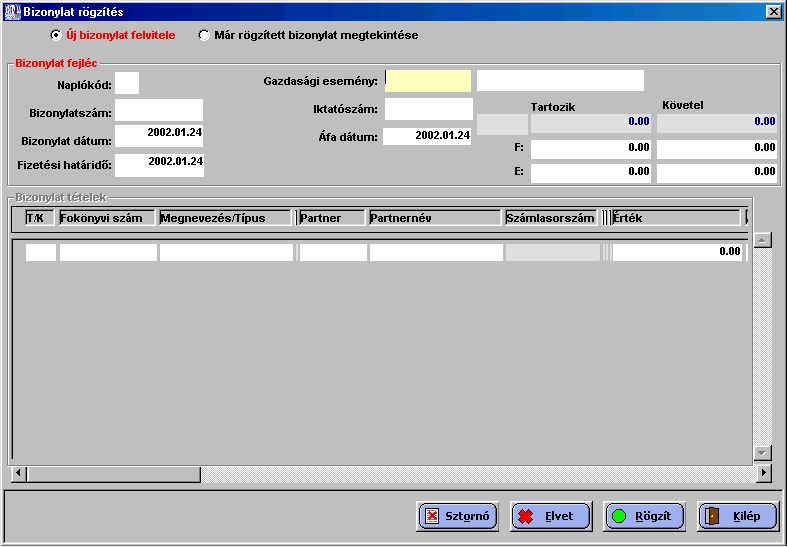 Bizonylat rögzítés
Új bizonylat felvitele Már rögzített bizonylat megtekintése
Bizonylat fejléc
Naplókód: Gazdasági esemény:
Bizonylatszám: Iktatószám: Tartozik Követel
0.00 0.00
Bizonylat dátum: 2002.01.24 Áfa dátum: 2002.01.24 F: 0.00 0.00
Fizetési határidő: 2002.01.24 E: 0.00 0.00
Bizonylat tételek
T/K Fokönyvi szám Megnevezés/Típus Partner Partnernév Számlasorszám Érték
0.00
Sztornó Elvet Rögzít Kilép